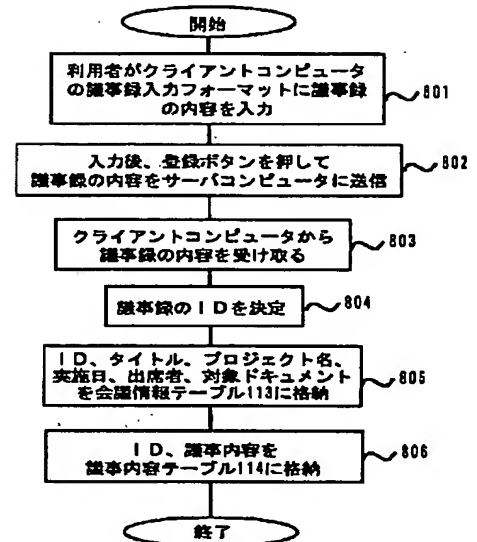 開始
利用者がクライアントコンピュータ
の議事録入力フォーマットに議事録
の内容を入力
801
入力後、登録ボタンを押して
議事録の内容をサーバコンピュータに送信
802
クライアントコンピュータから
議事録の内容を受け取る
803
議事録のIDを決定
804
ID、タイトル、プロジェクト名、
実施日、出席者、対象ドキュメント
を会議情報テーブル113に格納
805
ID、議事内容を
議事内容テーブル114に格納
806
終了